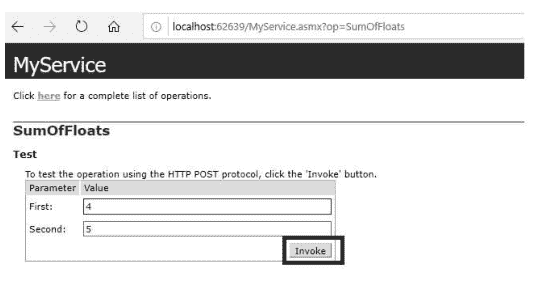 localhost:62639/MyService.asmx?op=SumOfFloats
MyService
Click here for a complete list of operations.
SumOfFloats
Test
To test the operation using the HTTP POST protocol, click the 'Invoke' button.
Parameter Value
First: 4
Second: 5
Invoke